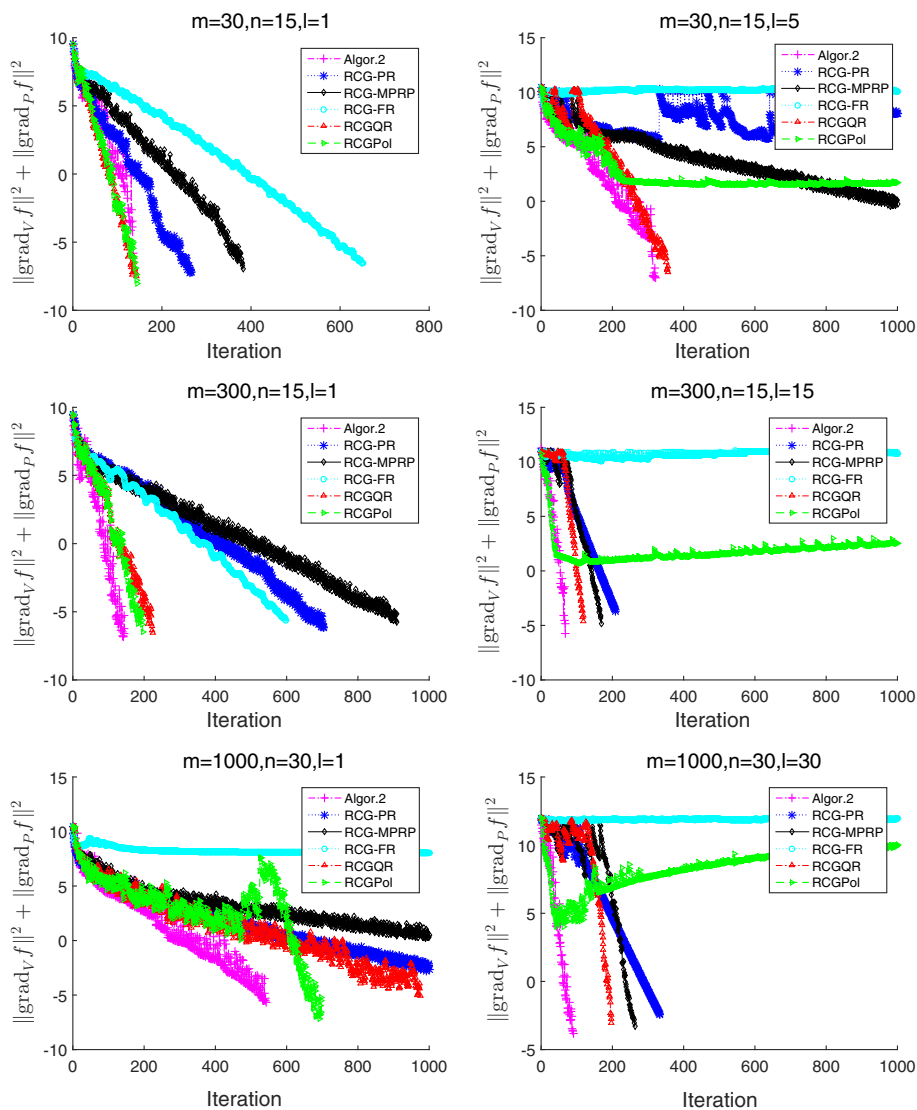 m=30,n=15,l=1
10
5
0
-5
-10
0 200 400 600 800
Iteration
||grad_V f||² + ||grad_P f||²
Algor.2
RCG-PR
RCG-MPRP
RCG-FR
RCGQR
RCGPol
m=30,n=15,l=5
15
10
5
0
-5
-10
0 200 400 600 800 1000
Iteration
||grad_V f||² + ||grad_P f||²
Algor.2
RCG-PR
RCG-MPRP
RCG-FR
RCGQR
RCGPol
m=300,n=15,l=1
10
5
0
-5
-10
0 200 400 600 800 1000
Iteration
||grad_V f||² + ||grad_P f||²
Algor.2
RCG-PR
RCG-MPRP
RCG-FR
RCGQR
RCGPol
m=300,n=15,l=15
15
10
5
0
-5
-10
0 200 400 600 800 1000
Iteration
||grad_V f||² + ||grad_P f||²
Algor.2
RCG-PR
RCG-MPRP
RCG-FR
RCGQR
RCGPol
m=1000,n=30,l=1
15
10
5
0
-5
-10
0 200 400 600 800 1000
Iteration
||grad_V f||² + ||grad_P f||²
Algor.2
RCG-PR
RCG-MPRP
RCG-FR
RCGQR
RCGPol
m=1000,n=30,l=30
15
10
5
0
-5
0 200 400 600 800 1000
Iteration
||grad_V f||² + ||grad_P f||²
Algor.2
RCG-PR
RCG-MPRP
RCG-FR
RCGQR
RCGPol